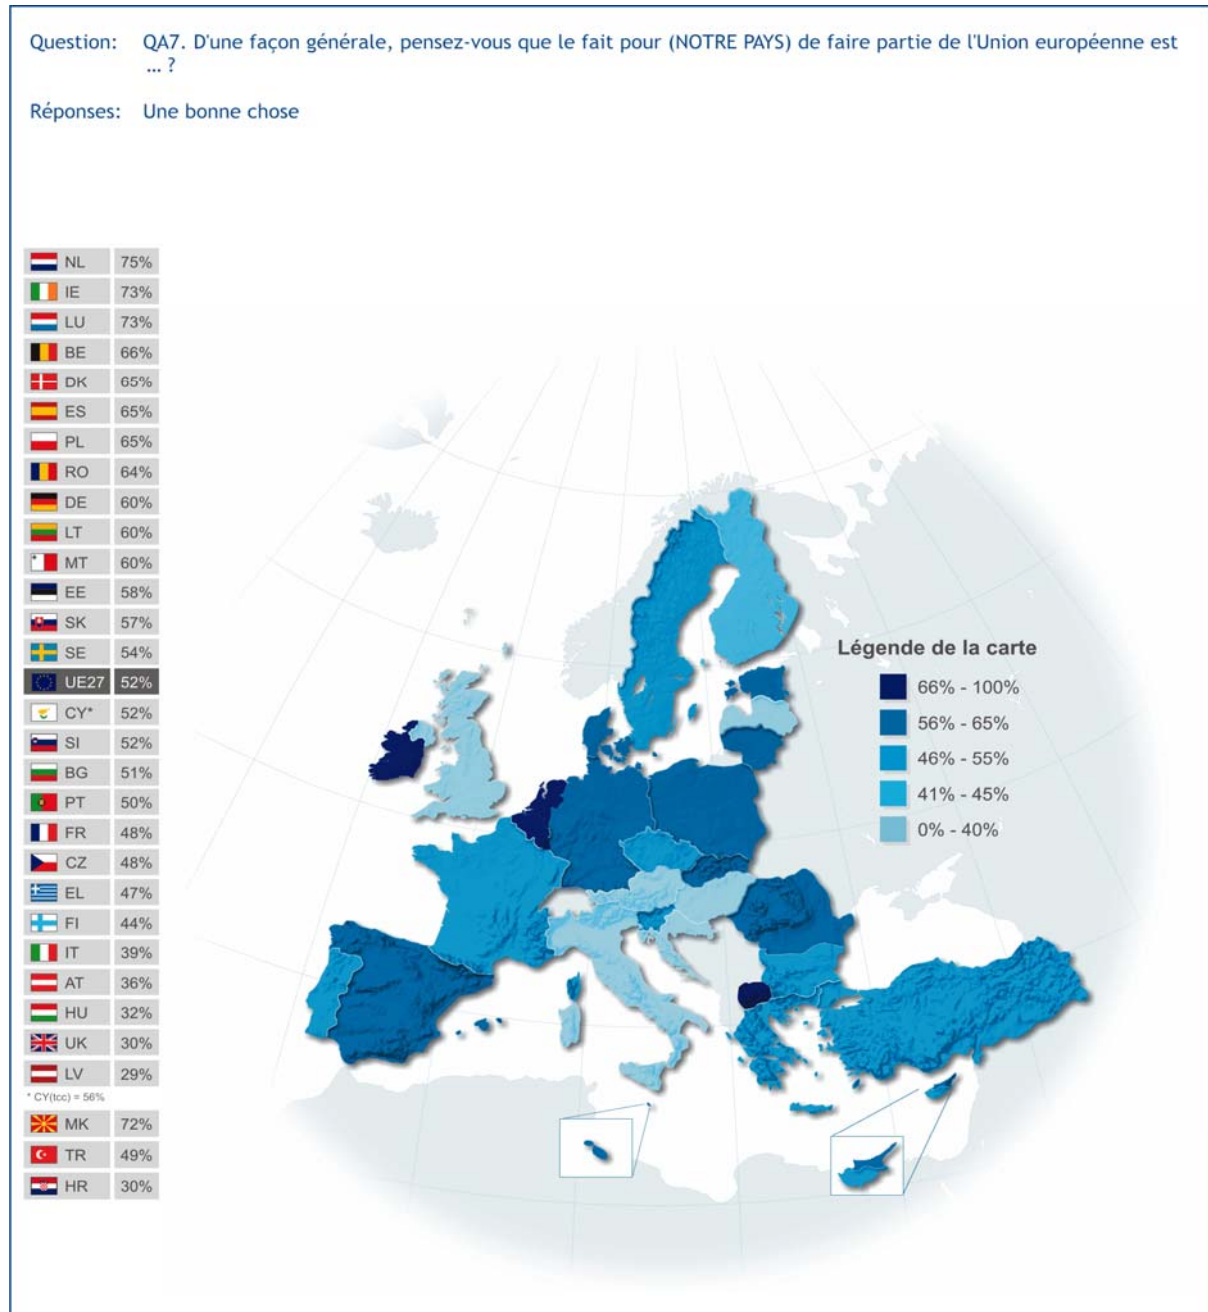 Question: QA7. D'une façon générale, pensez-vous que le fait pour (NOTRE PAYS) de faire partie de l'Union européenne est
... ?
Réponses: Une bonne chose
NL 75%
IE 73%
LU 73%
BE 66%
DK 65%
ES 65%
PL 65%
RO 64%
DE 60%
LT 60%
MT 60%
EE 58%
SK 57%
SE 54%
UE27 52%
CY* 52%
SI 52%
BG 51%
PT 50%
FR 48%
CZ 48%
EL 47%
FI 44%
IT 39%
AT 36%
HU 32%
UK 30%
LV 29%
* CY(tcc) = 56%
MK 72%
TR 49%
HR 30%
Légende de la carte
66% - 100%
56% - 65%
46% - 55%
41% - 45%
0% - 40%